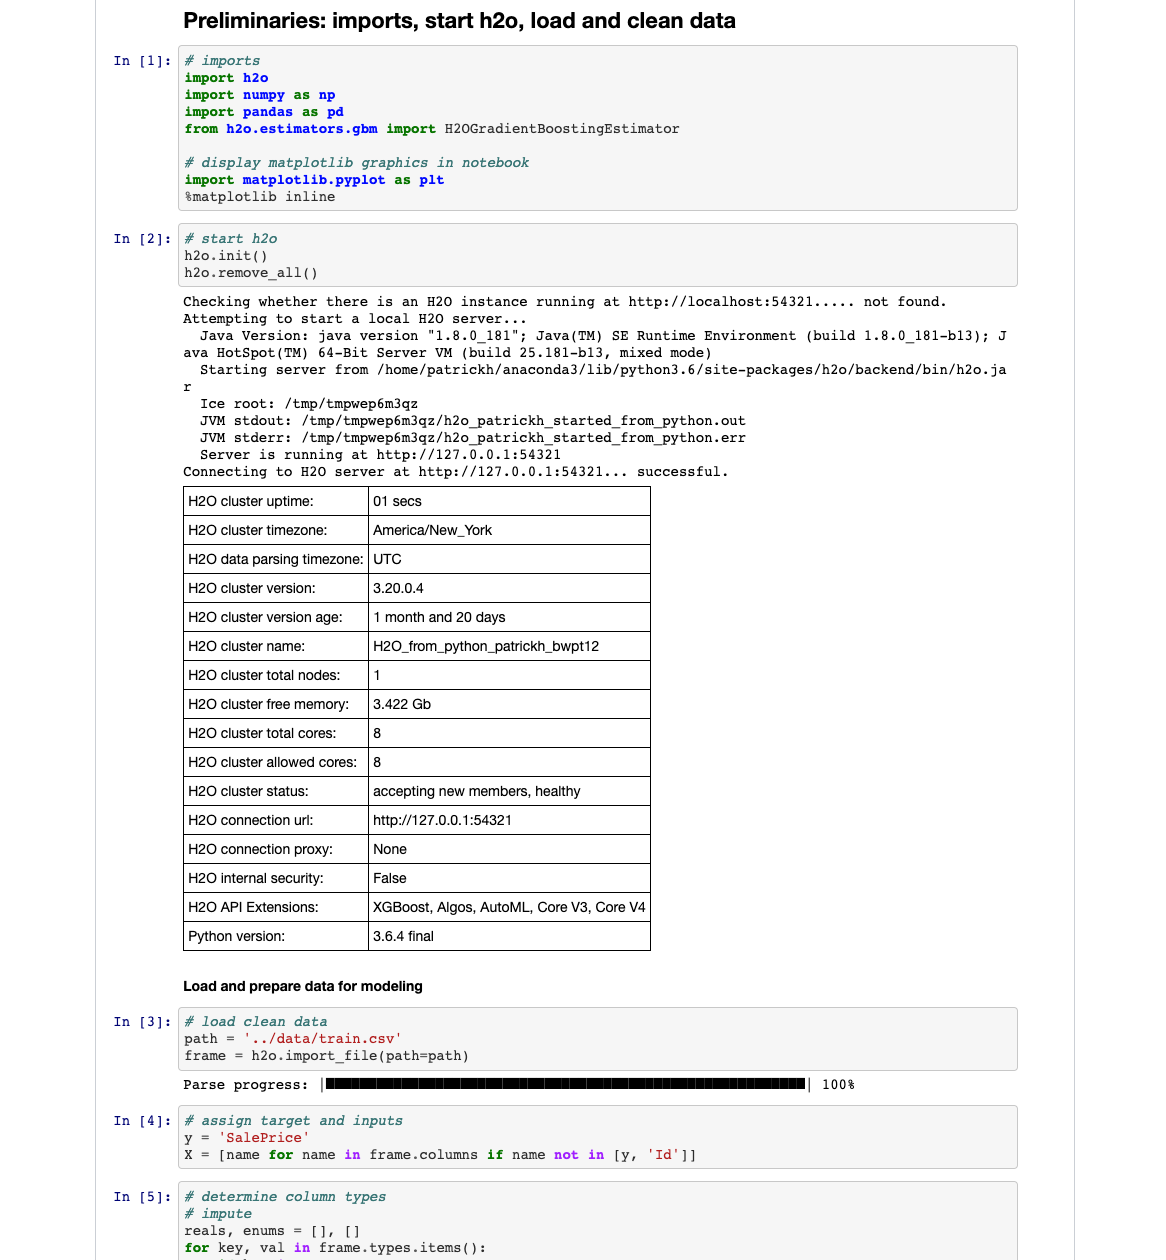 Preliminaries: imports, start h2o, load and clean data
In [1]:
# imports
import h2o
import numpy as np
import pandas as pd
from h2o.estimators.gbm import H2OGradientBoostingEstimator
# display matplotlib graphics in notebook
import matplotlib.pyplot as plt
%matplotlib inline
In [2]:
# start h2o
h2o.init()
h2o.remove_all()
Checking whether there is an H2O instance running at http://localhost:54321..... not found.
Attempting to start a local H2O server...
Java Version: java version "1.8.0_181"; Java(TM) SE Runtime Environment (build 1.8.0_181-b13); J
ava HotSpot(TM) 64-Bit Server VM (build 25.181-b13, mixed mode)
Starting server from /home/patrickh/anaconda3/lib/python3.6/site-packages/h2o/backend/bin/h2o.ja
r
Ice root: /tmp/tmpwep6m3qz
JVM stdout: /tmp/tmpwep6m3qz/h2o_patrickh_started_from_python.out
JVM stderr: /tmp/tmpwep6m3qz/h2o_patrickh_started_from_python.err
Server is running at http://127.0.0.1:54321
Connecting to H2O server at http://127.0.0.1:54321... successful.
H2O cluster uptime: 01 secs
H2O cluster timezone: America/New_York
H2O data parsing timezone: UTC
H2O cluster version: 3.20.0.4
H2O cluster version age: 1 month and 20 days
H2O cluster name: H2O_from_python_patrickh_bwpt12
H2O cluster total nodes: 1
H2O cluster free memory: 3.422 Gb
H2O cluster total cores: 8
H2O cluster allowed cores: 8
H2O cluster status: accepting new members, healthy
H2O connection url: http://127.0.0.1:54321
H2O connection proxy: None
H2O internal security: False
H2O API Extensions: XGBoost, Algos, AutoML, Core V3, Core V4
Python version: 3.6.4 final
Load and prepare data for modeling
In [3]:
# load clean data
path = '../data/train.csv'
frame = h2o.import_file(path=path)
Parse progress: |█████████████████████████████████████████████████████████| 100%
In [4]:
# assign target and inputs
y = 'SalePrice'
X = [name for name in frame.columns if name not in [y, 'Id']]
In [5]:
# determine column types
# impute
reals, enums = [], []
for key, val in frame.types.items():